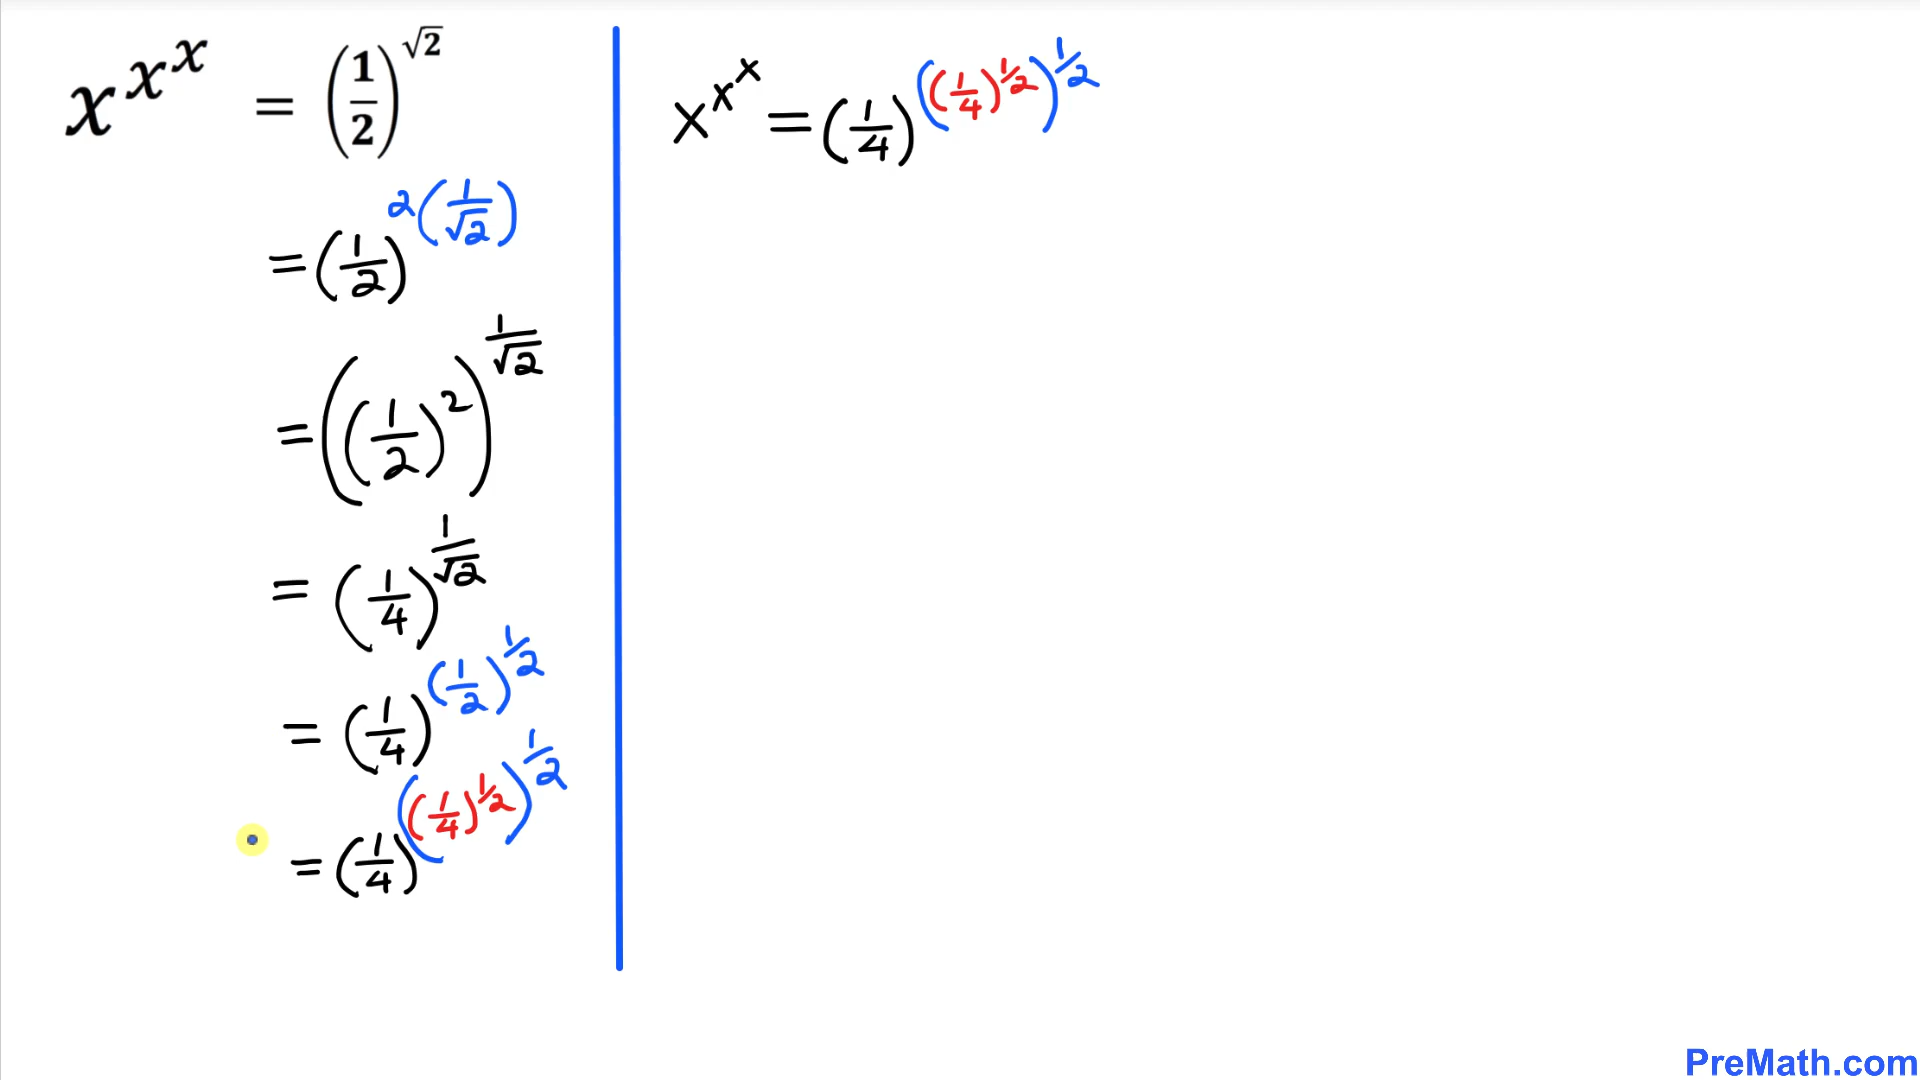 x^{x^x} = (1/2)^{√2}
= (1/2)^{2(1/√2)}
= ((1/2)^2)^{1/√2}
= (1/4)^{1/√2}
= (1/4)^{(1/2)^{1/2}}
= (1/4)^{((1/4)^{1/2})^{1/2}}
x^{x^x} = (1/4)^{((1/4)^{1/2})^{1/2}}
PreMath.com